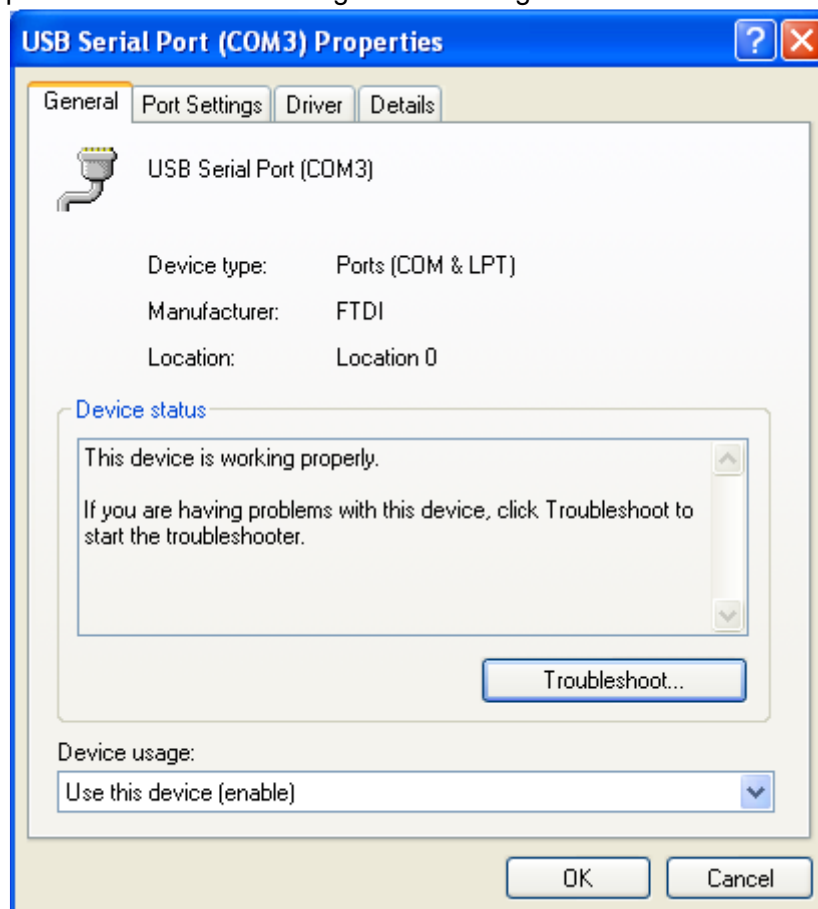 USB Serial Port (COM3) Properties
General Port Settings Driver Details
USB Serial Port (COM3)
Device type: Ports (COM & LPT)
Manufacturer: FTDI
Location: Location 0
Device status
This device is working properly.
If you are having problems with this device, click Troubleshoot to
start the troubleshooter.
Troubleshoot...
Device usage:
Use this device (enable)
OK Cancel